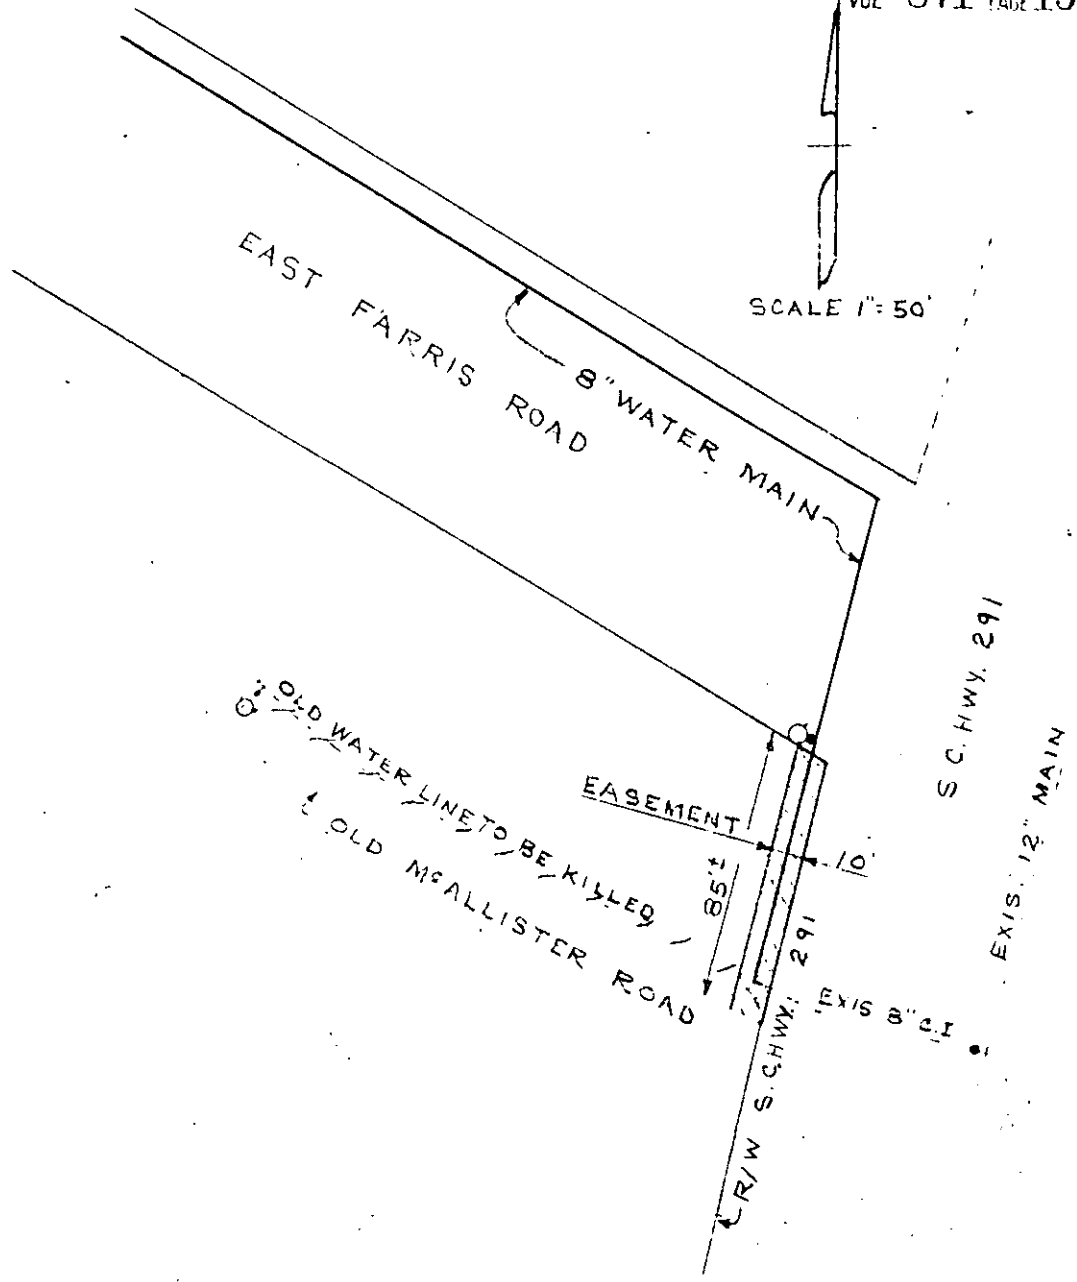 SCALE 1"=50'
EAST FARRIS ROAD
8" WATER MAIN
S. C. HWY. 291
EXIS. 12" MAIN
OLD WATER LINE TO BE KILLED
OLD McALLISTER ROAD
EASEMENT
10'
85'±
EXIS 8" C.I
R/W S.C. HWY. 291